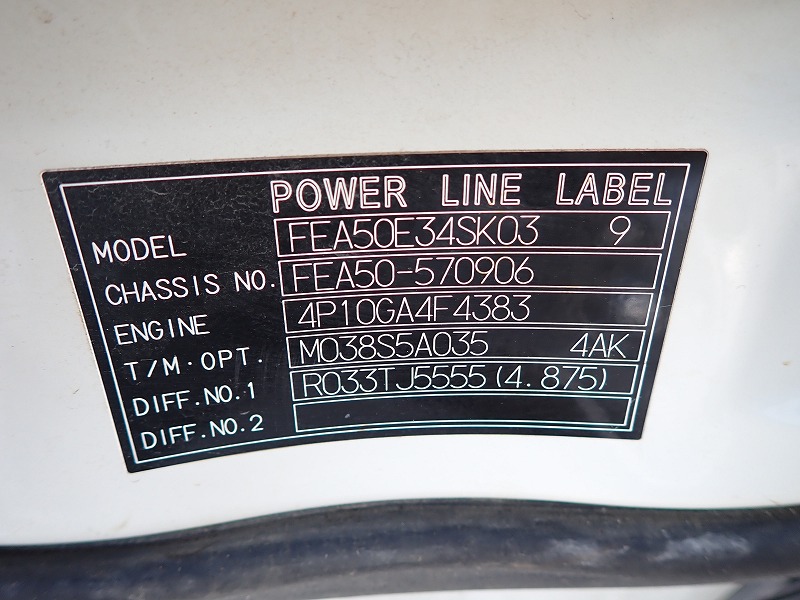 POWER LINE LABEL
MODEL FEA50E34SK03 9
CHASSIS NO. FEA50-570906
ENGINE 4P10GA4F4383
T/M·OPT. M038S5A035 4AK
DIFF.NO.1 R033TJ5555(4.875)
DIFF.NO.2